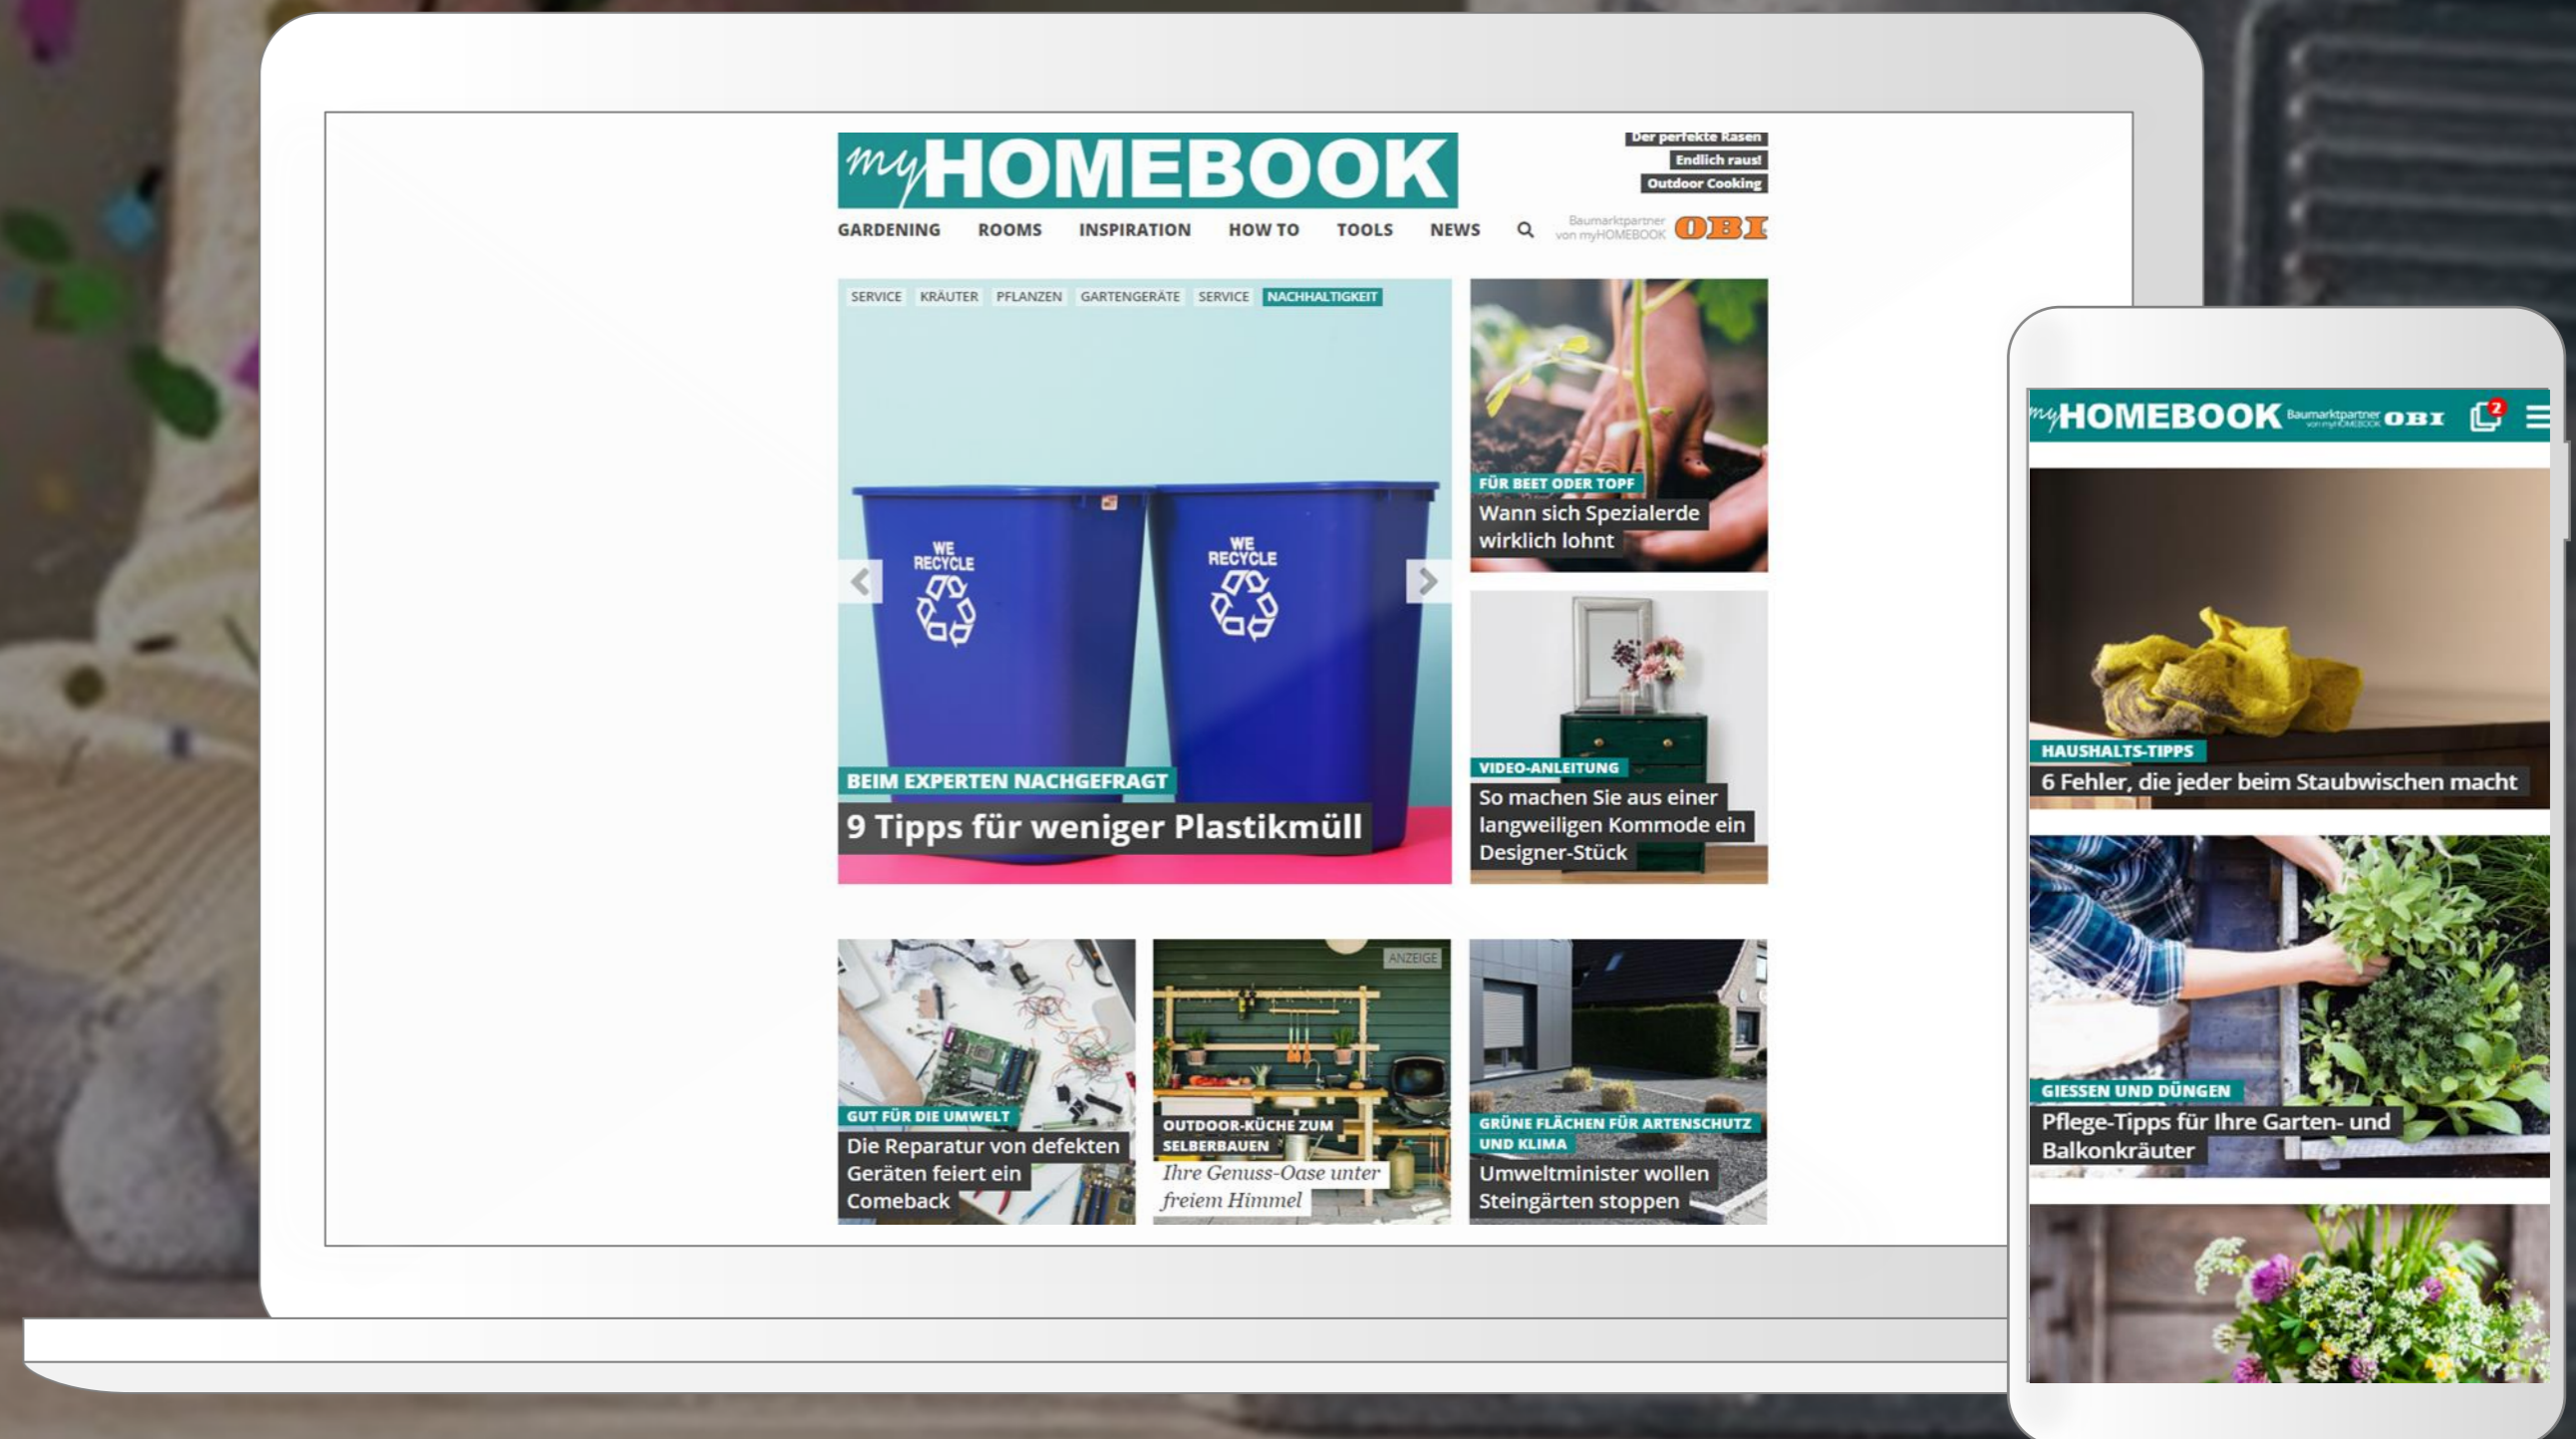 myHOMEBOOK
Der perfekte Rasen
Endlich raus!
Outdoor Cooking
GARDENING ROOMS INSPIRATION HOW TO TOOLS NEWS
Baumarktpartner
von myHOMEBOOK
OBI
SERVICE KRÄUTER PFLANZEN GARTENGERÄTE SERVICE NACHHALTIGKEIT
WE
RECYCLE
WE
RECYCLE
BEIM EXPERTEN NACHGEFRAGT
9 Tipps für weniger Plastikmüll
FÜR BEET ODER TOPF
Wann sich Spezialerde
wirklich lohnt
VIDEO-ANLEITUNG
So machen Sie aus einer
langweiligen Kommode ein
Designer-Stück
GUT FÜR DIE UMWELT
Die Reparatur von defekten
Geräten feiert ein
Comeback
ANZEIGE
OUTDOOR-KÜCHE ZUM
SELBERBAUEN
Ihre Genuss-Oase unter
freiem Himmel
GRÜNE FLÄCHEN FÜR ARTENSCHUTZ
UND KLIMA
Umweltminister wollen
Steingärten stoppen
myHOMEBOOK
Baumarktpartner
von myHOMEBOOK
OBI
2
HAUSHALTS-TIPPS
6 Fehler, die jeder beim Staubwischen macht
GIESSEN UND DÜNGEN
Pflege-Tipps für Ihre Garten- und
Balkonkräuter